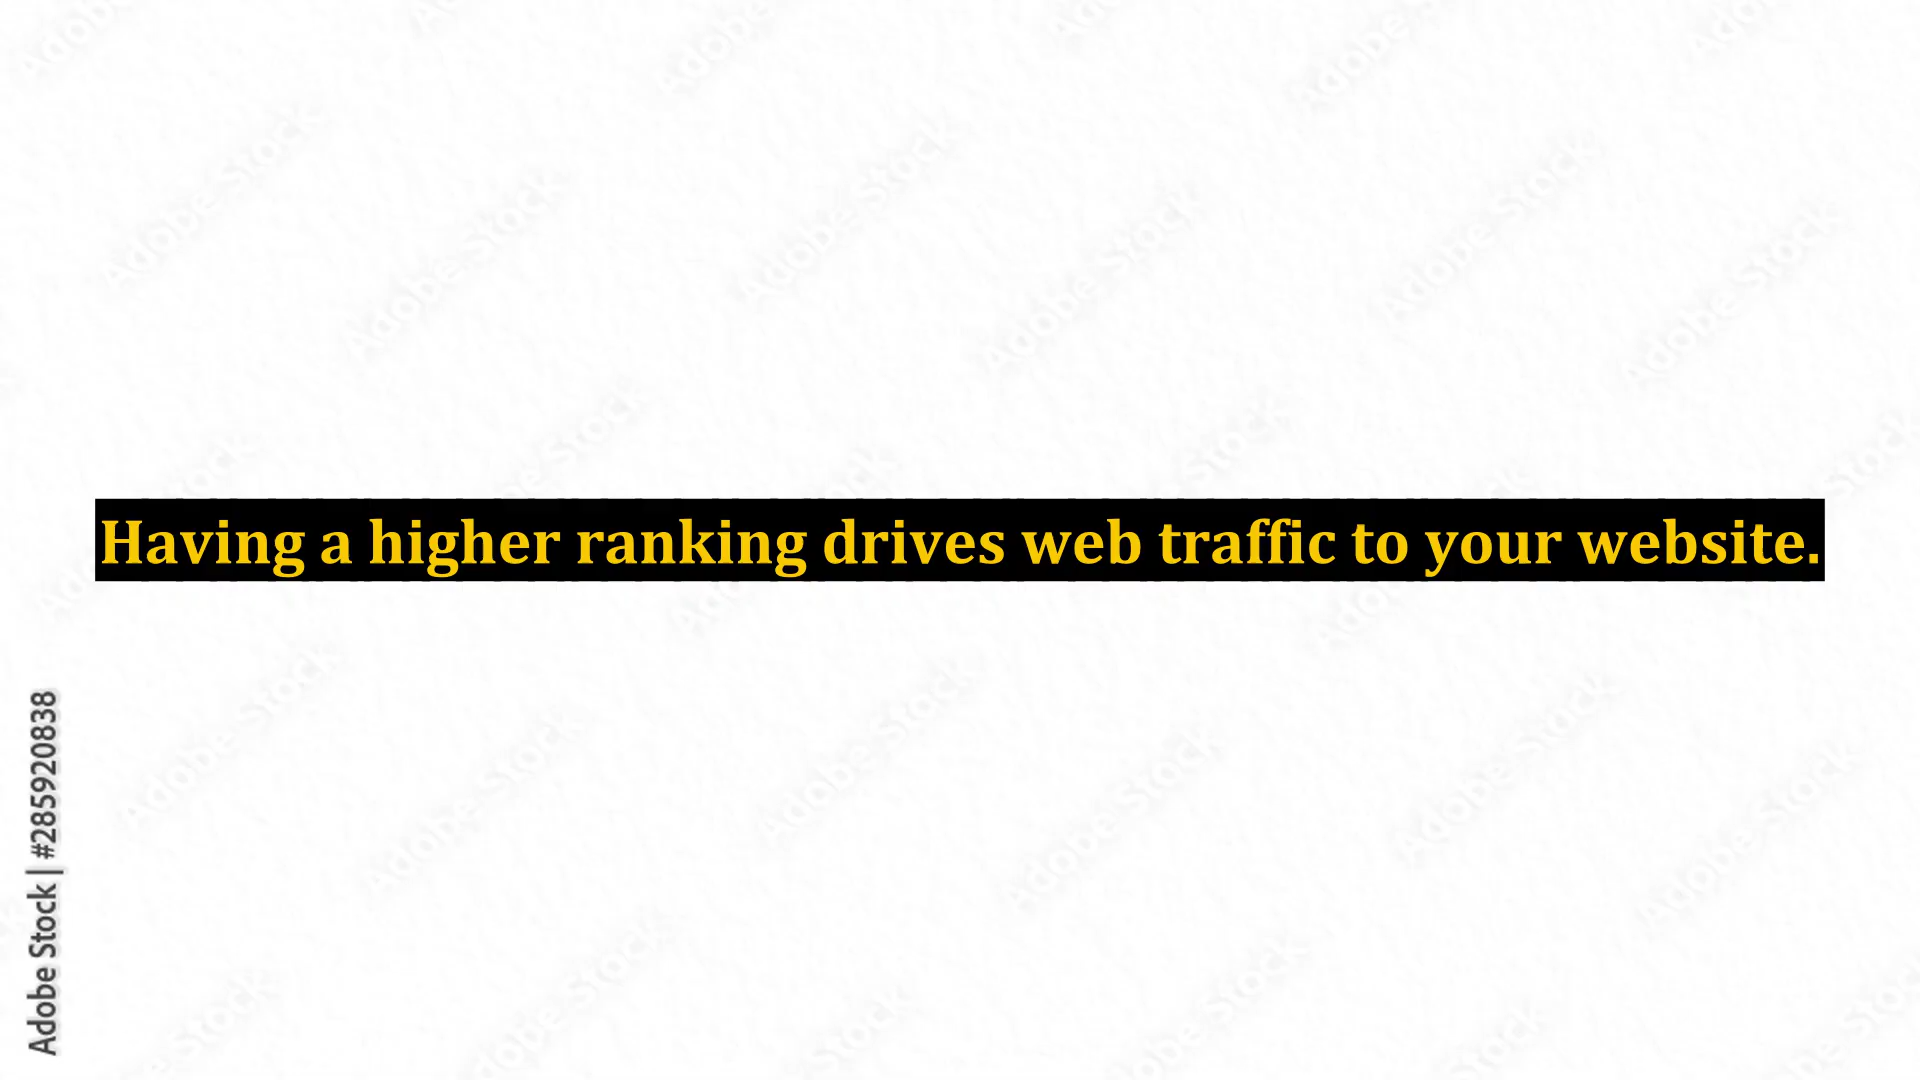 Having a higher ranking drives web traffic to your website.
Adobe Stock | #285920838